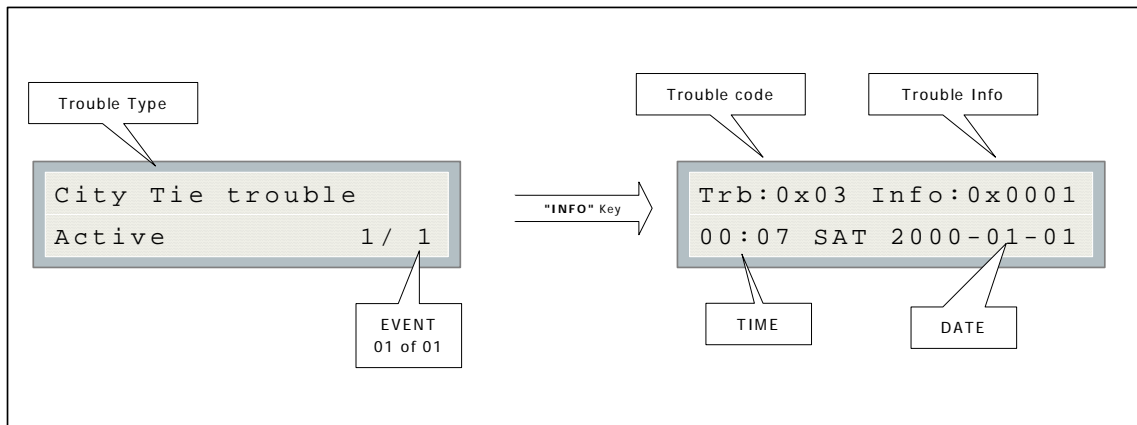 Trouble Type
City Tie trouble
Active 1/ 1
EVENT
01 of 01
"INFO" Key
Trouble code
Trouble Info
Trb:0x03 Info:0x0001
00:07 SAT 2000-01-01
TIME
DATE